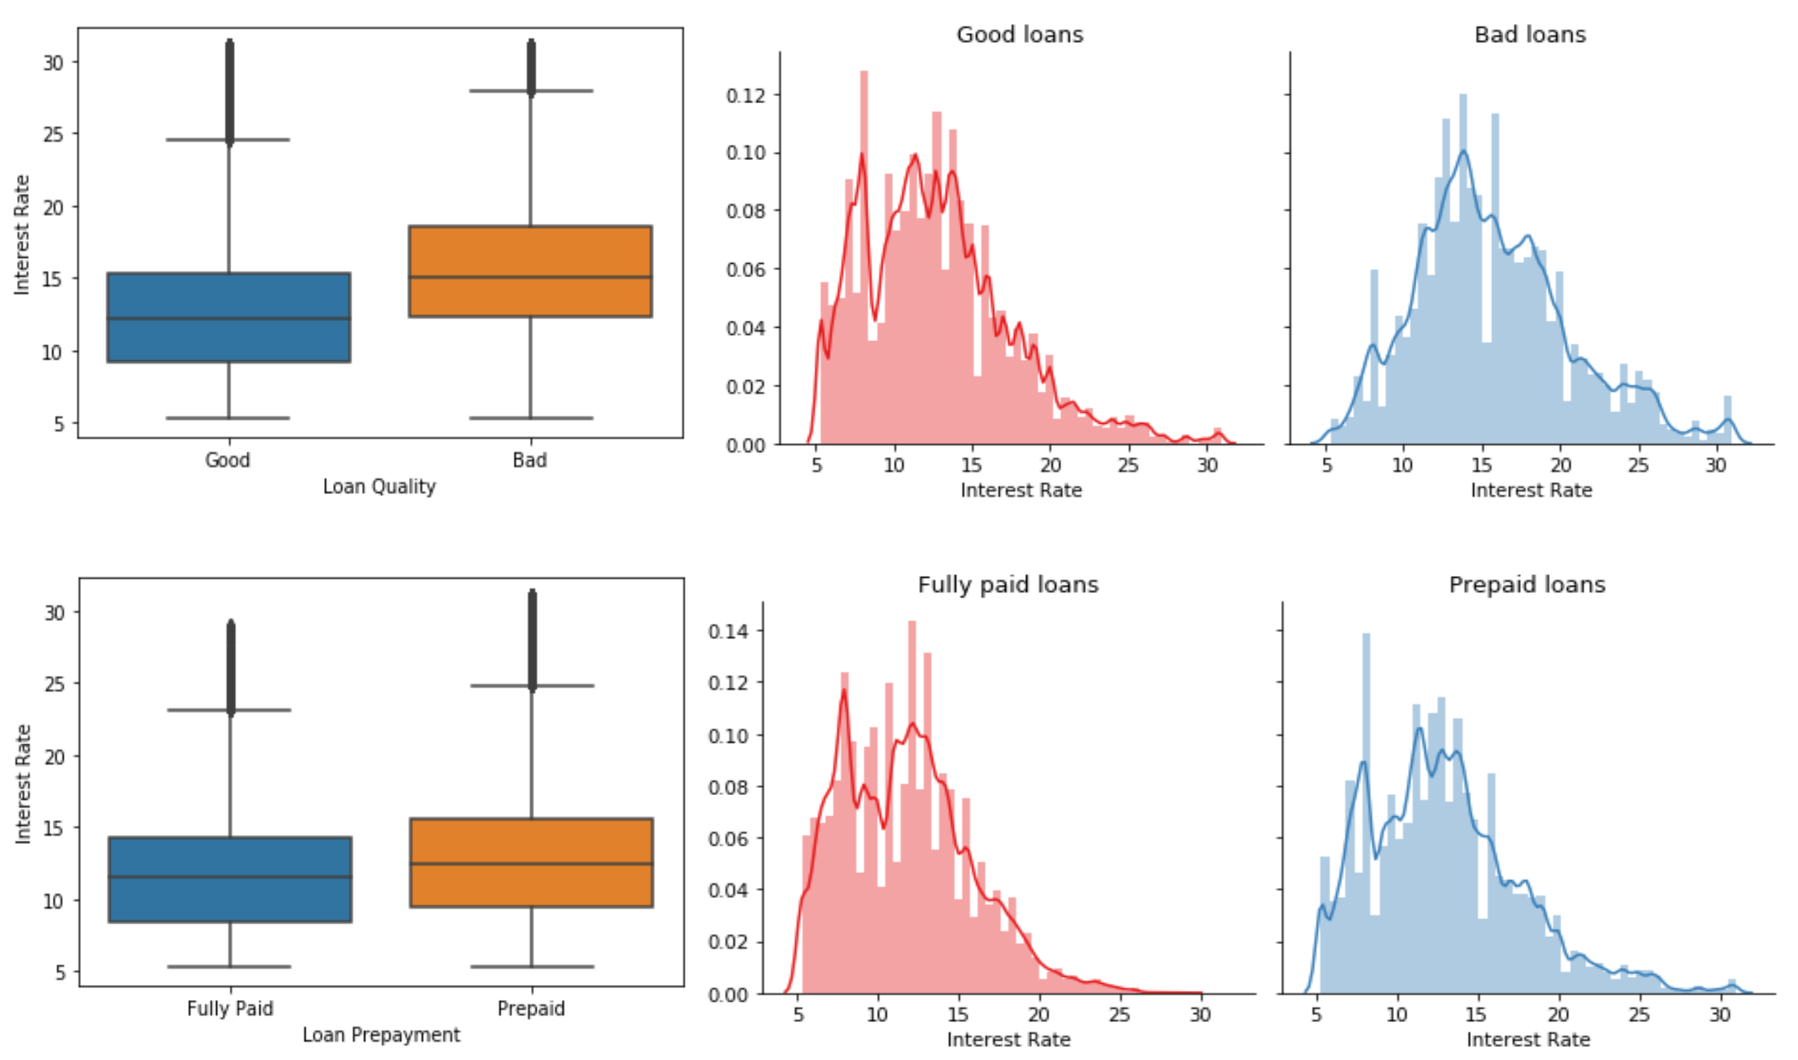 30
25
20
15
10
5
Interest Rate
Good Bad
Loan Quality
Good loans
0.12
0.10
0.08
0.06
0.04
0.02
0.00
5 10 15 20 25 30
Interest Rate
Bad loans
5 10 15 20 25 30
Interest Rate
30
25
20
15
10
5
Interest Rate
Fully Paid Prepaid
Loan Prepayment
Fully paid loans
0.14
0.12
0.10
0.08
0.06
0.04
0.02
0.00
5 10 15 20 25 30
Interest Rate
Prepaid loans
5 10 15 20 25 30
Interest Rate